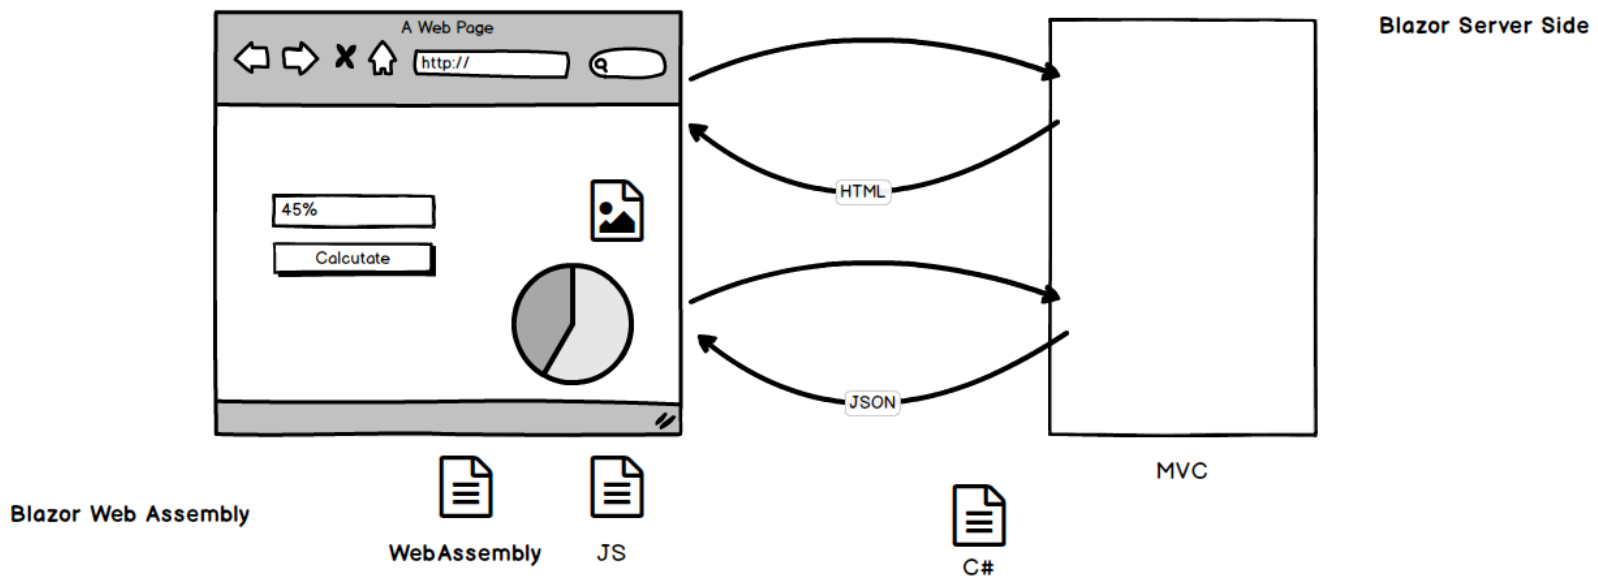 A Web Page
Blazor Server Side
http://
HTML
45%
Calcutate
JSON
MVC
Blazor Web Assembly
WebAssembly
JS
C#